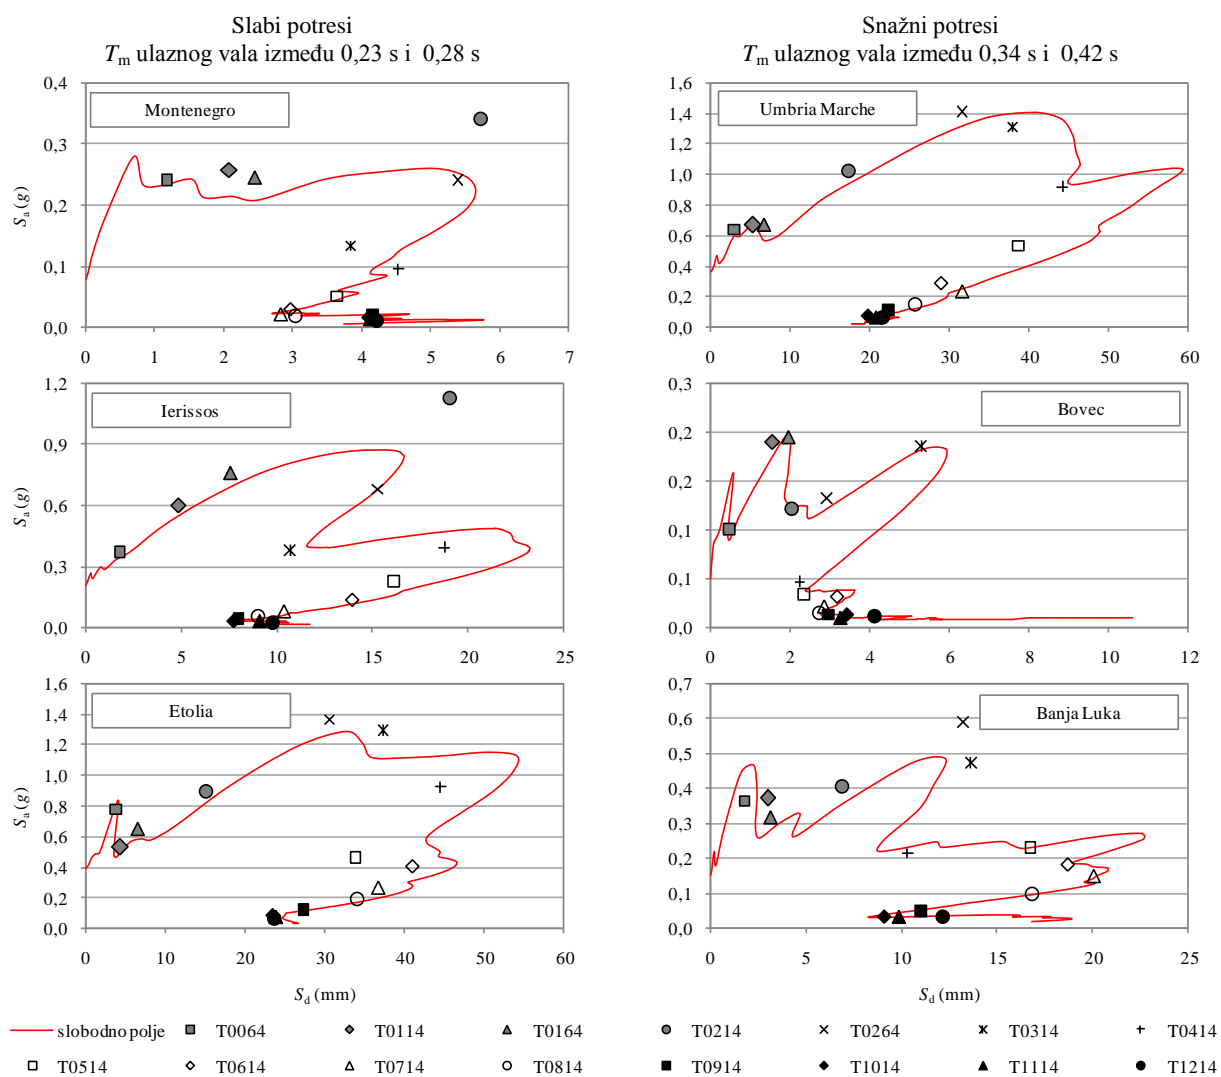 Slabi potresi
T_m ulaznog vala između 0,23 s i 0,28 s
Snažni potresi
T_m ulaznog vala između 0,34 s i 0,42 s
Montenegro
S_a (g)
0,4
0,3
0,2
0,1
0,0
0 1 2 3 4 5 6 7
Umbria Marche
1,6
1,4
1,2
1,0
0,8
0,6
0,4
0,2
0,0
0 10 20 30 40 50 60
Ierissos
S_a (g)
1,2
0,9
0,6
0,3
0,0
0 5 10 15 20 25
Bovec
0,3
0,2
0,2
0,1
0,1
0,0
0 2 4 6 8 10 12
Etolia
S_a (g)
1,6
1,4
1,2
1,0
0,8
0,6
0,4
0,2
0,0
0 10 20 30 40 50 60
S_d (mm)
Banja Luka
0,7
0,6
0,5
0,4
0,3
0,2
0,1
0,0
0 5 10 15 20 25
S_d (mm)
slobodno polje T0064 T0114 T0164 T0214 T0264 T0314 T0414
T0514 T0614 T0714 T0814 T0914 T1014 T1114 T1214